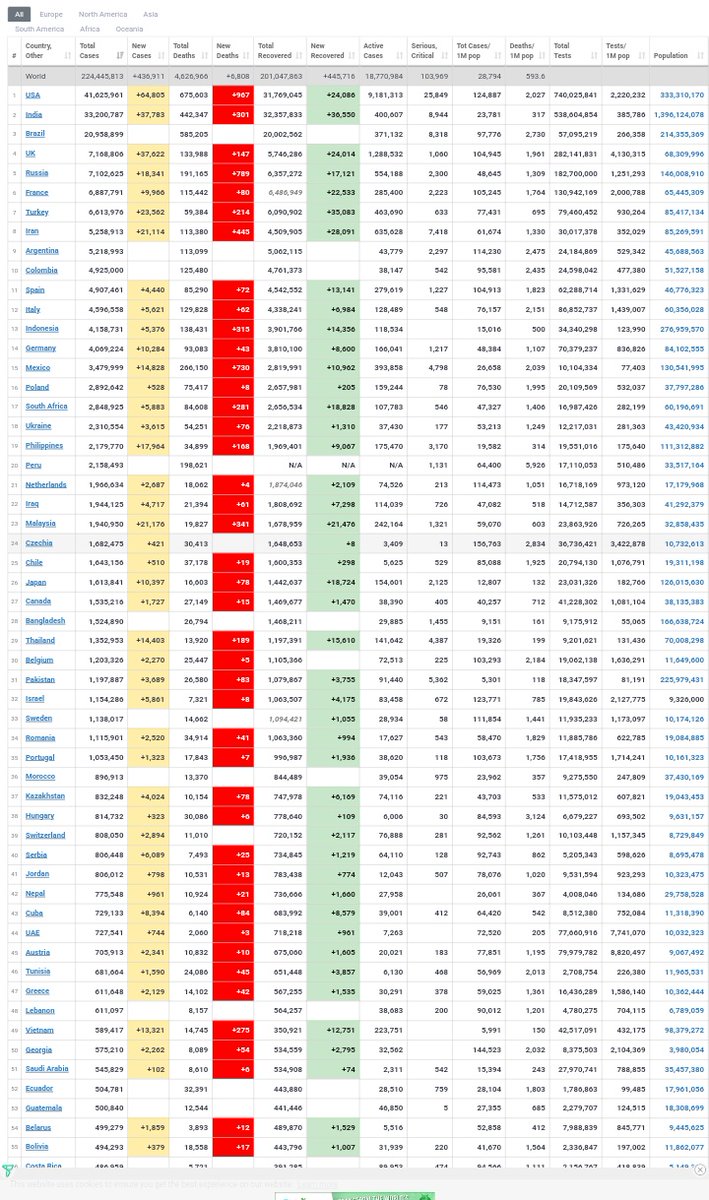 All Europe North America Asia
South America Africa Oceania
# Country, Other Total Cases New Cases Total Deaths New Deaths Total Recovered New Recovered Active Cases Serious, Critical Tot Cases/ 1M pop Deaths/ 1M pop Total Tests Tests/ 1M pop Population
World 224,445,813 +436,911 4,626,966 +6,808 201,047,863 +445,716 18,770,984 103,969 28,794 593.6
1 USA 41,625,961 +64,805 675,603 +967 31,769,045 +24,086 9,181,313 25,849 124,887 2,027 740,025,841 2,220,232 333,310,170
2 India 33,200,787 +37,783 442,347 +301 32,357,833 +36,550 400,607 8,944 23,781 317 538,604,854 385,786 1,396,124,078
3 Brazil 20,958,899 585,205 20,002,562 371,132 8,318 97,776 2,730 57,095,219 266,358 214,355,369
4 UK 7,168,806 +37,622 133,988 +147 5,746,286 +24,014 1,288,532 1,060 104,945 1,961 282,141,831 4,130,315 68,309,996
5 Russia 7,102,625 +18,341 191,165 +789 6,357,272 +17,121 554,188 2,300 48,645 1,309 182,700,000 1,251,293 146,008,910
6 France 6,887,791 +9,966 115,442 +80 6,486,949 +22,533 285,400 2,223 105,245 1,764 130,942,169 2,000,788 65,445,309
7 Turkey 6,613,976 +23,562 59,384 +214 6,090,902 +35,083 463,690 633 77,431 695 79,460,452 930,264 85,417,134
8 Iran 5,258,913 +21,114 113,380 +445 4,509,905 +28,091 635,628 7,418 61,674 1,330 30,017,378 352,029 85,269,591
9 Argentina 5,218,993 113,099 5,062,115 43,779 2,297 114,230 2,475 24,184,869 529,342 45,688,563
10 Colombia 4,925,000 125,480 4,761,373 38,147 542 95,581 2,435 24,598,042 477,380 51,527,158
11 Spain 4,907,461 +4,440 85,290 +72 4,542,552 +13,141 279,619 1,227 104,913 1,823 62,288,714 1,331,629 46,776,323
12 Italy 4,596,558 +5,621 129,828 +62 4,338,241 +6,984 128,489 548 76,157 2,151 86,852,737 1,439,007 60,356,028
13 Indonesia 4,158,731 +5,376 138,431 +315 3,901,766 +14,356 118,534 15,016 500 34,340,298 123,990 276,959,570
14 Germany 4,069,224 +10,284 93,083 +43 3,810,100 +8,600 166,041 1,217 48,384 1,107 70,379,237 836,826 84,102,555
15 Mexico 3,479,999 +14,828 266,150 +730 2,819,991 +10,962 393,858 4,798 26,658 2,039 10,104,334 77,403 130,541,995
16 Poland 2,892,642 +528 75,417 +8 2,657,981 +205 159,244 78 76,530 1,995 20,109,569 532,037 37,797,286
17 South Africa 2,848,925 +5,883 84,608 +281 2,656,534 +18,828 107,783 546 47,327 1,406 16,987,426 282,199 60,196,691
18 Ukraine 2,310,554 +3,615 54,251 +76 2,218,873 +1,310 37,430 177 53,213 1,249 12,217,031 281,363 43,420,934
19 Philippines 2,179,770 +17,964 34,899 +168 1,969,401 +9,067 175,470 3,170 19,582 314 19,551,016 175,640 111,312,882
20 Peru 2,158,493 198,621 N/A N/A N/A 1,131 64,400 5,926 17,110,053 510,486 33,517,164
21 Netherlands 1,966,634 +2,687 18,062 +4 1,874,046 +2,109 74,526 213 114,473 1,051 16,718,169 973,120 17,179,968
22 Iraq 1,944,125 +4,717 21,394 +61 1,808,692 +7,298 114,039 726 47,082 518 14,712,587 356,303 41,292,379
23 Malaysia 1,940,950 +21,176 19,827 +341 1,678,959 +21,476 242,164 1,321 59,070 603 23,863,926 726,265 32,858,435
24 Czechia 1,682,475 +421 30,413 1,648,653 +8 3,409 13 156,763 2,834 36,736,421 3,422,878 10,732,613
25 Chile 1,643,156 +510 37,178 +19 1,600,353 +298 5,625 529 85,088 1,925 20,794,130 1,076,791 19,311,198
26 Japan 1,613,841 +10,397 16,603 +78 1,442,637 +18,724 154,601 2,125 12,807 132 23,031,326 182,766 126,015,630
27 Canada 1,535,216 +1,727 27,149 +15 1,469,677 +1,470 38,390 405 40,257 712 41,228,302 1,081,104 38,135,383
28 Bangladesh 1,524,890 26,794 1,468,211 29,885 1,455 9,151 161 9,175,912 55,065 166,638,724
29 Thailand 1,352,953 +14,403 13,920 +189 1,197,391 +15,610 141,642 4,387 19,326 199 9,201,621 131,436 70,008,298
30 Belgium 1,203,326 +2,270 25,447 +5 1,105,366 72,513 225 103,293 2,184 19,062,138 1,636,291 11,649,600
31 Pakistan 1,197,887 +3,689 26,580 +83 1,079,867 +3,755 91,440 5,362 5,301 118 18,347,597 81,191 225,979,431
32 Israel 1,154,286 +5,861 7,321 +8 1,063,507 +4,175 83,458 672 123,771 785 19,843,626 2,127,775 9,326,000
33 Sweden 1,138,017 14,662 1,094,421 +1,055 28,934 58 111,854 1,441 11,935,233 1,173,097 10,174,126
34 Romania 1,115,901 +2,520 34,914 +41 1,063,360 +994 17,627 543 58,470 1,829 11,885,786 622,785 19,084,885
35 Portugal 1,053,450 +1,323 17,843 +7 996,987 +1,936 38,620 118 103,673 1,756 17,418,955 1,714,241 10,161,323
36 Morocco 896,913 13,370 844,489 39,054 975 23,962 357 9,275,550 247,809 37,430,169
37 Kazakhstan 832,248 +4,024 10,154 +78 747,978 +6,169 74,116 221 43,703 533 11,575,012 607,821 19,043,453
38 Hungary 814,732 +323 30,086 +6 778,640 +109 6,006 30 84,593 3,124 6,679,227 693,502 9,631,157
39 Switzerland 808,050 +2,894 11,010 720,152 +2,117 76,888 281 92,562 1,261 10,103,448 1,157,345 8,729,849
40 Serbia 806,448 +6,089 7,493 +25 734,845 +1,219 64,110 128 92,743 862 5,205,343 598,626 8,695,478
41 Jordan 806,012 +798 10,531 +13 783,438 +774 12,043 507 78,076 1,020 9,531,594 923,293 10,323,475
42 Nepal 775,548 +961 10,924 +21 736,666 +1,660 27,958 26,061 367 4,008,046 134,686 29,758,528
43 Cuba 729,133 +8,394 6,140 +84 683,992 +8,579 39,001 412 64,420 542 8,512,380 752,084 11,318,390
44 UAE 727,541 +744 2,060 +3 718,218 +961 7,263 72,520 205 77,660,916 7,741,070 10,032,323
45 Austria 705,913 +2,341 10,832 +10 675,060 +1,605 20,021 183 77,851 1,195 79,979,782 8,820,497 9,067,492
46 Tunisia 681,664 +1,590 24,086 +45 651,448 +3,857 6,130 468 56,969 2,013 2,708,754 226,380 11,965,531
47 Greece 611,648 +2,129 14,102 +42 567,255 +1,535 30,291 378 59,025 1,361 16,436,289 1,586,140 10,362,444
48 Lebanon 611,097 8,157 564,257 38,683 200 90,012 1,201 4,780,275 704,115 6,789,059
49 Vietnam 589,417 +13,321 14,745 +275 350,921 +12,751 223,751 5,991 150 42,517,091 432,175 98,379,272
50 Georgia 575,210 +2,262 8,089 +54 534,559 +2,795 32,562 144,523 2,032 8,375,503 2,104,369 3,980,054
51 Saudi Arabia 545,829 +102 8,610 +6 534,908 +74 2,311 542 15,394 243 27,970,741 788,855 35,457,380
52 Ecuador 504,781 32,391 443,880 28,510 759 28,104 1,803 1,786,863 99,485 17,961,056
53 Guatemala 500,840 12,544 441,446 46,850 5 27,355 685 2,279,707 124,515 18,308,699
54 Belarus 499,279 +1,859 3,893 +12 489,870 +1,529 5,516 52,858 412 7,988,839 845,771 9,445,625
55 Bolivia 494,293 +379 18,558 +17 443,796 +1,007 31,939 220 41,670 1,564 2,336,847 197,002 11,862,077
Costa Rica
This website uses cookies to ensure you get the best experience on our website. Learn more